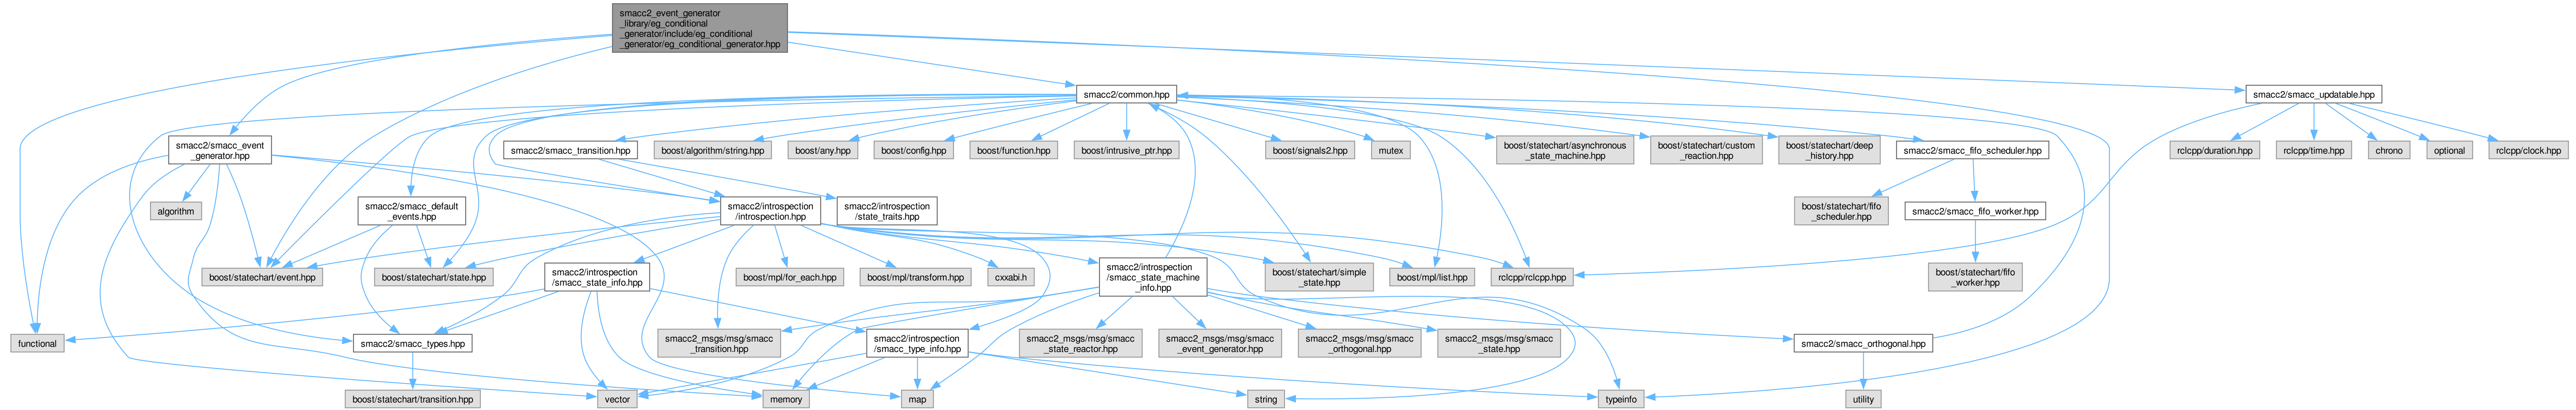 smacc2_event_generator
_library/eg_conditional
_generator/include/eg_conditional
_generator/eg_conditional_generator.hpp
smacc2/common.hpp
smacc2/smacc_updatable.hpp
smacc2/smacc_event
_generator.hpp
smacc2/smacc_transition.hpp
boost/algorithm/string.hpp
boost/any.hpp
boost/config.hpp
boost/function.hpp
boost/intrusive_ptr.hpp
boost/signals2.hpp
mutex
boost/statechart/asynchronous
_state_machine.hpp
boost/statechart/custom
_reaction.hpp
boost/statechart/deep
_history.hpp
smacc2/smacc_fifo_scheduler.hpp
rclcpp/duration.hpp
rclcpp/time.hpp
chrono
optional
rclcpp/clock.hpp
algorithm
smacc2/smacc_default
_events.hpp
smacc2/introspection
/introspection.hpp
smacc2/introspection
/state_traits.hpp
boost/statechart/fifo
_scheduler.hpp
smacc2/smacc_fifo_worker.hpp
boost/statechart/event.hpp
boost/statechart/state.hpp
smacc2/introspection
/smacc_state_info.hpp
boost/mpl/for_each.hpp
boost/mpl/transform.hpp
cxxabi.h
smacc2/introspection
/smacc_state_machine
_info.hpp
boost/statechart/simple
_state.hpp
boost/mpl/list.hpp
rclcpp/rclcpp.hpp
boost/statechart/fifo
_worker.hpp
functional
smacc2/smacc_types.hpp
smacc2_msgs/msg/smacc
_transition.hpp
smacc2/introspection
/smacc_type_info.hpp
smacc2_msgs/msg/smacc
_state_reactor.hpp
smacc2_msgs/msg/smacc
_event_generator.hpp
smacc2_msgs/msg/smacc
_orthogonal.hpp
smacc2_msgs/msg/smacc
_state.hpp
smacc2/smacc_orthogonal.hpp
boost/statechart/transition.hpp
vector
memory
map
string
typeinfo
utility